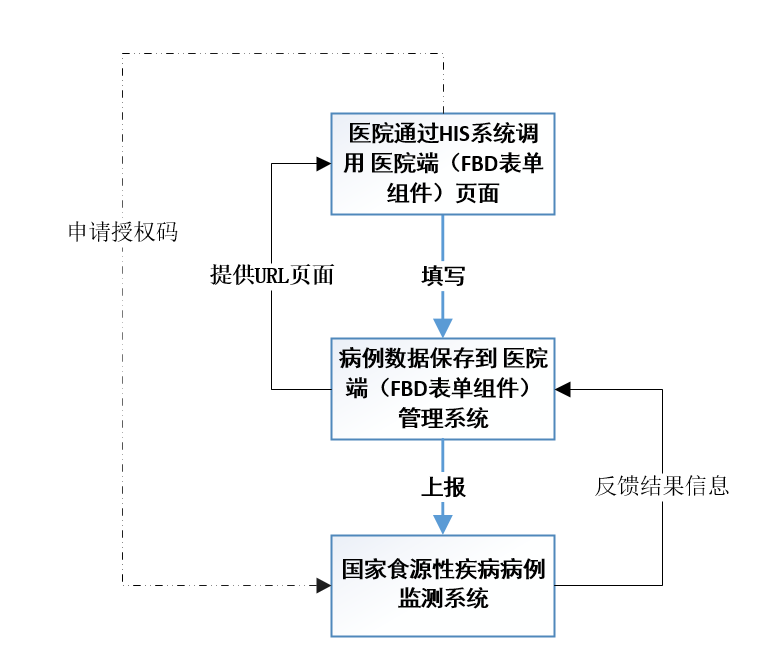 医院通过HIS系统调
用 医院端（FBD表单
组件）页面
申请授权码
提供URL页面
填写
病例数据保存到 医院
端（FBD表单组件）
管理系统
上报
反馈结果信息
国家食源性疾病病例
监测系统